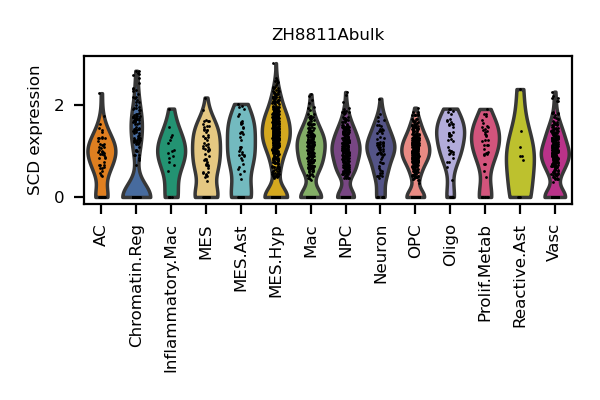 ZH8811Abulk
SCD expression
2
0
AC
Chromatin.Reg
Inflammatory.Mac
MES
MES.Ast
MES.Hyp
Mac
NPC
Neuron
OPC
Oligo
Prolif.Metab
Reactive.Ast
Vasc